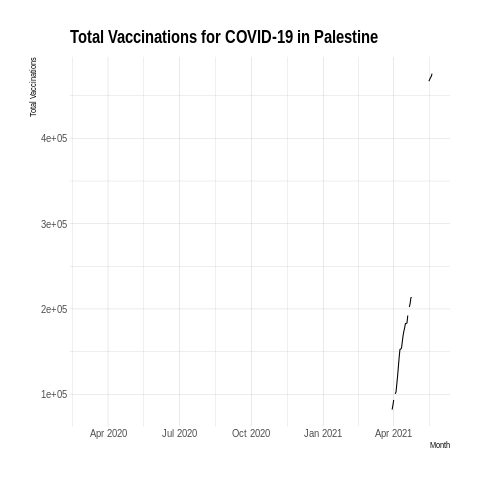 Total Vaccinations for COVID-19 in Palestine
Total Vaccinations
4e+05
3e+05
2e+05
1e+05
Apr 2020 Jul 2020 Oct 2020 Jan 2021 Apr 2021
Month